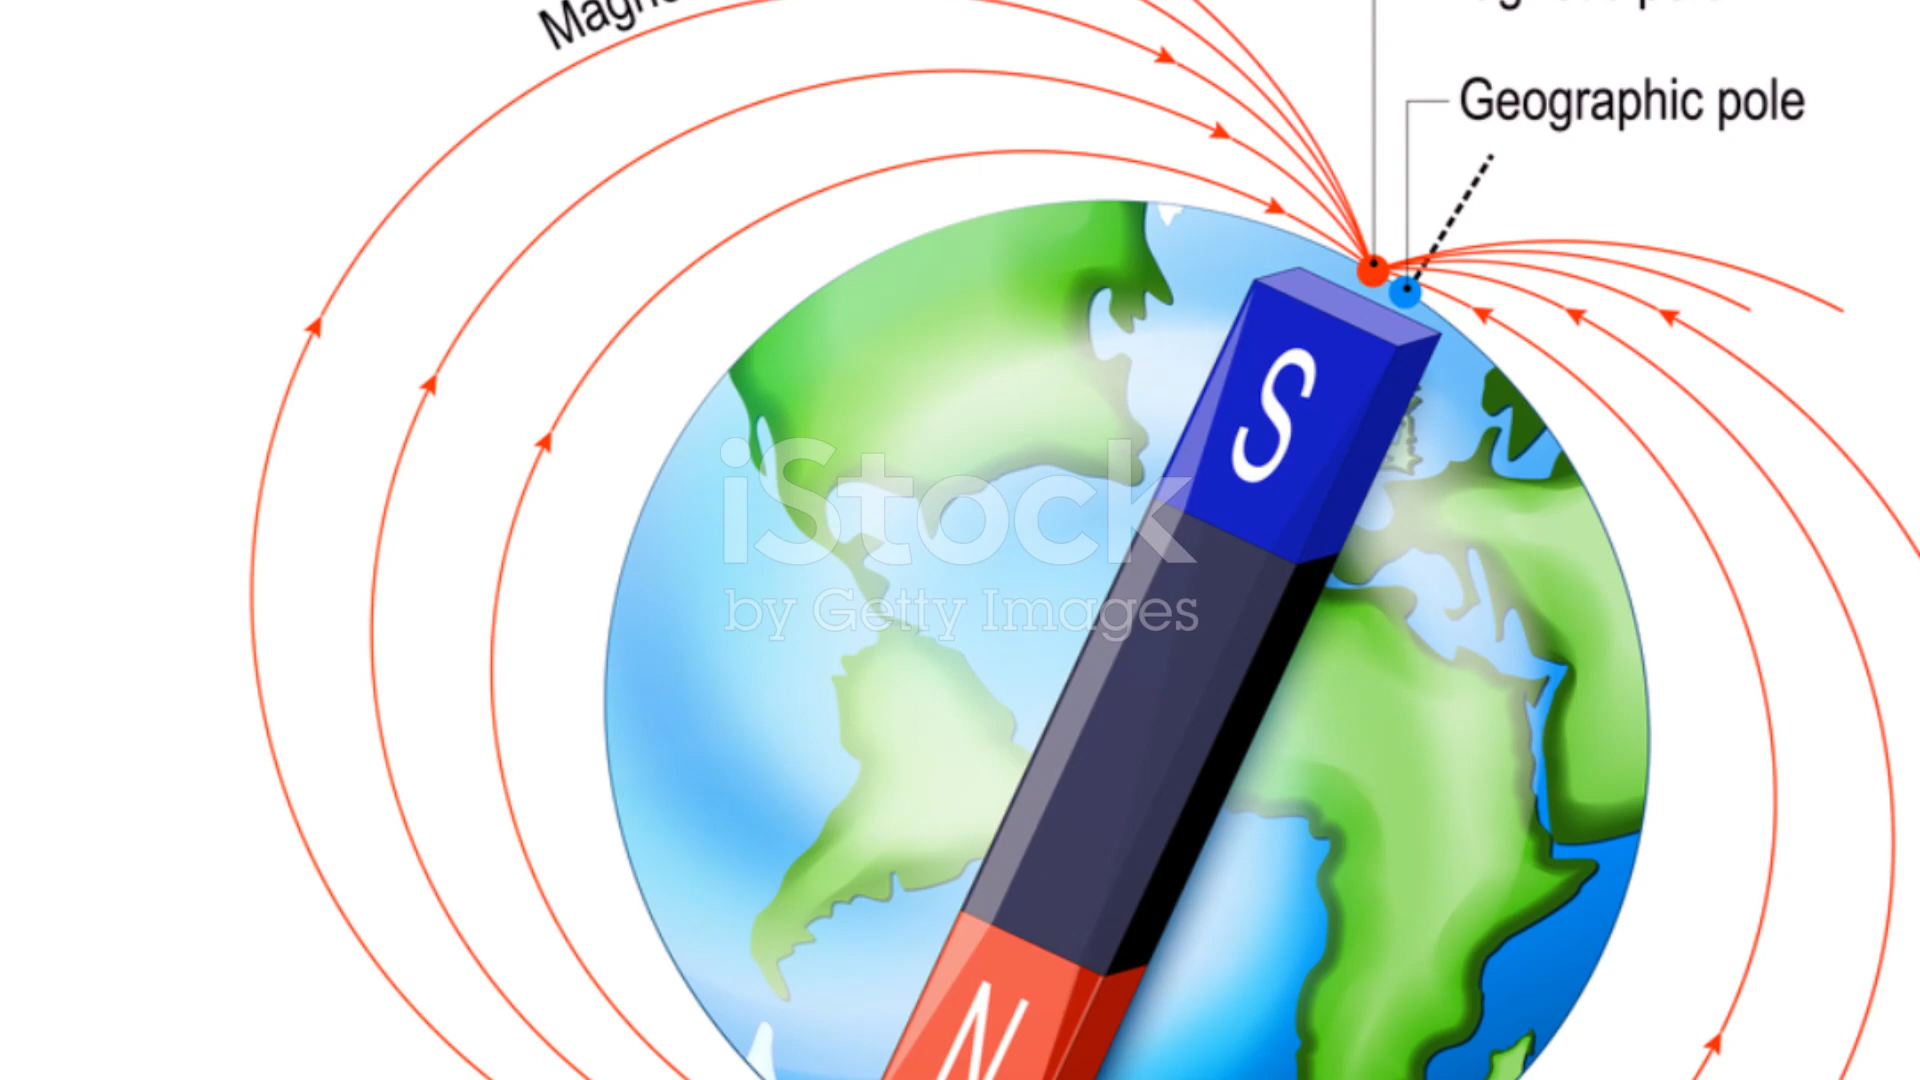 Geographic pole
S
iStock
by Getty Images
N